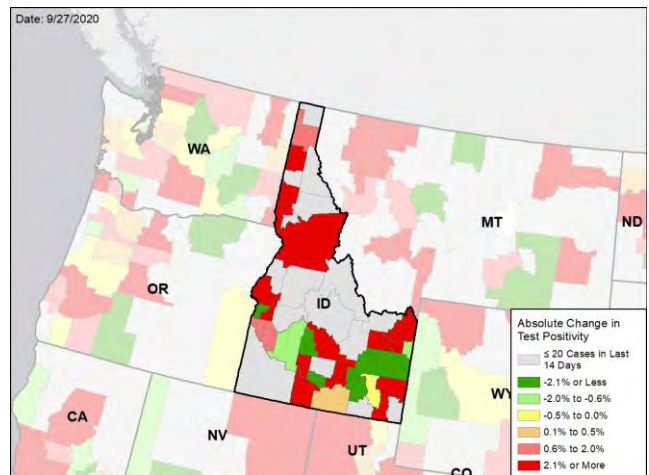 Date: 9/27/2020
WA
MT
ND
OR
ID
WY
CA
NV
UT
CO
Absolute Change in
Test Positivity
≤ 20 Cases in Last
14 Days
-2.1% or Less
-2.0% to -0.6%
-0.5% to 0.0%
0.1% to 0.5%
0.6% to 2.0%
2.1% or More